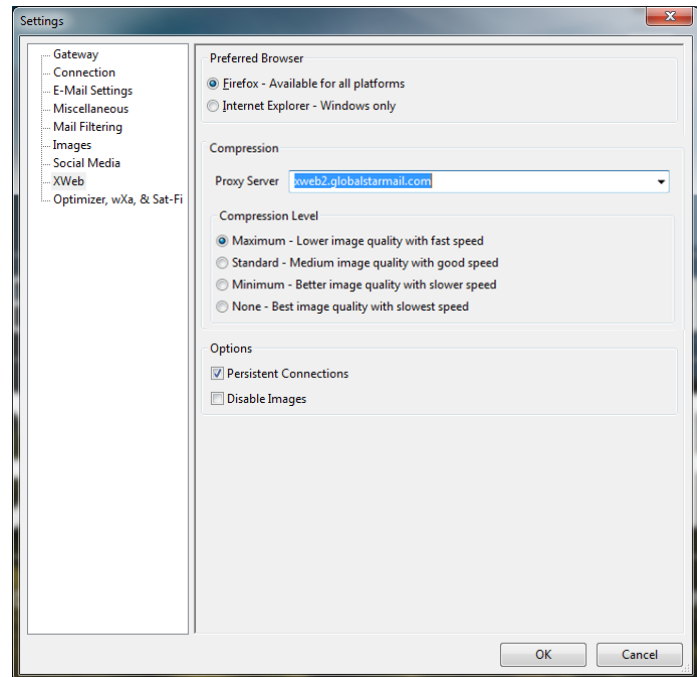 Settings
Gateway
Connection
E-Mail Settings
Miscellaneous
Mail Filtering
Images
Social Media
XWeb
Optimizer, wXa, & Sat-Fi
Preferred Browser
Firefox - Available for all platforms
Internet Explorer - Windows only
Compression
Proxy Server xweb2.globalstarmail.com
Compression Level
Maximum - Lower image quality with fast speed
Standard - Medium image quality with good speed
Minimum - Better image quality with slower speed
None - Best image quality with slowest speed
Options
Persistent Connections
Disable Images
OK Cancel